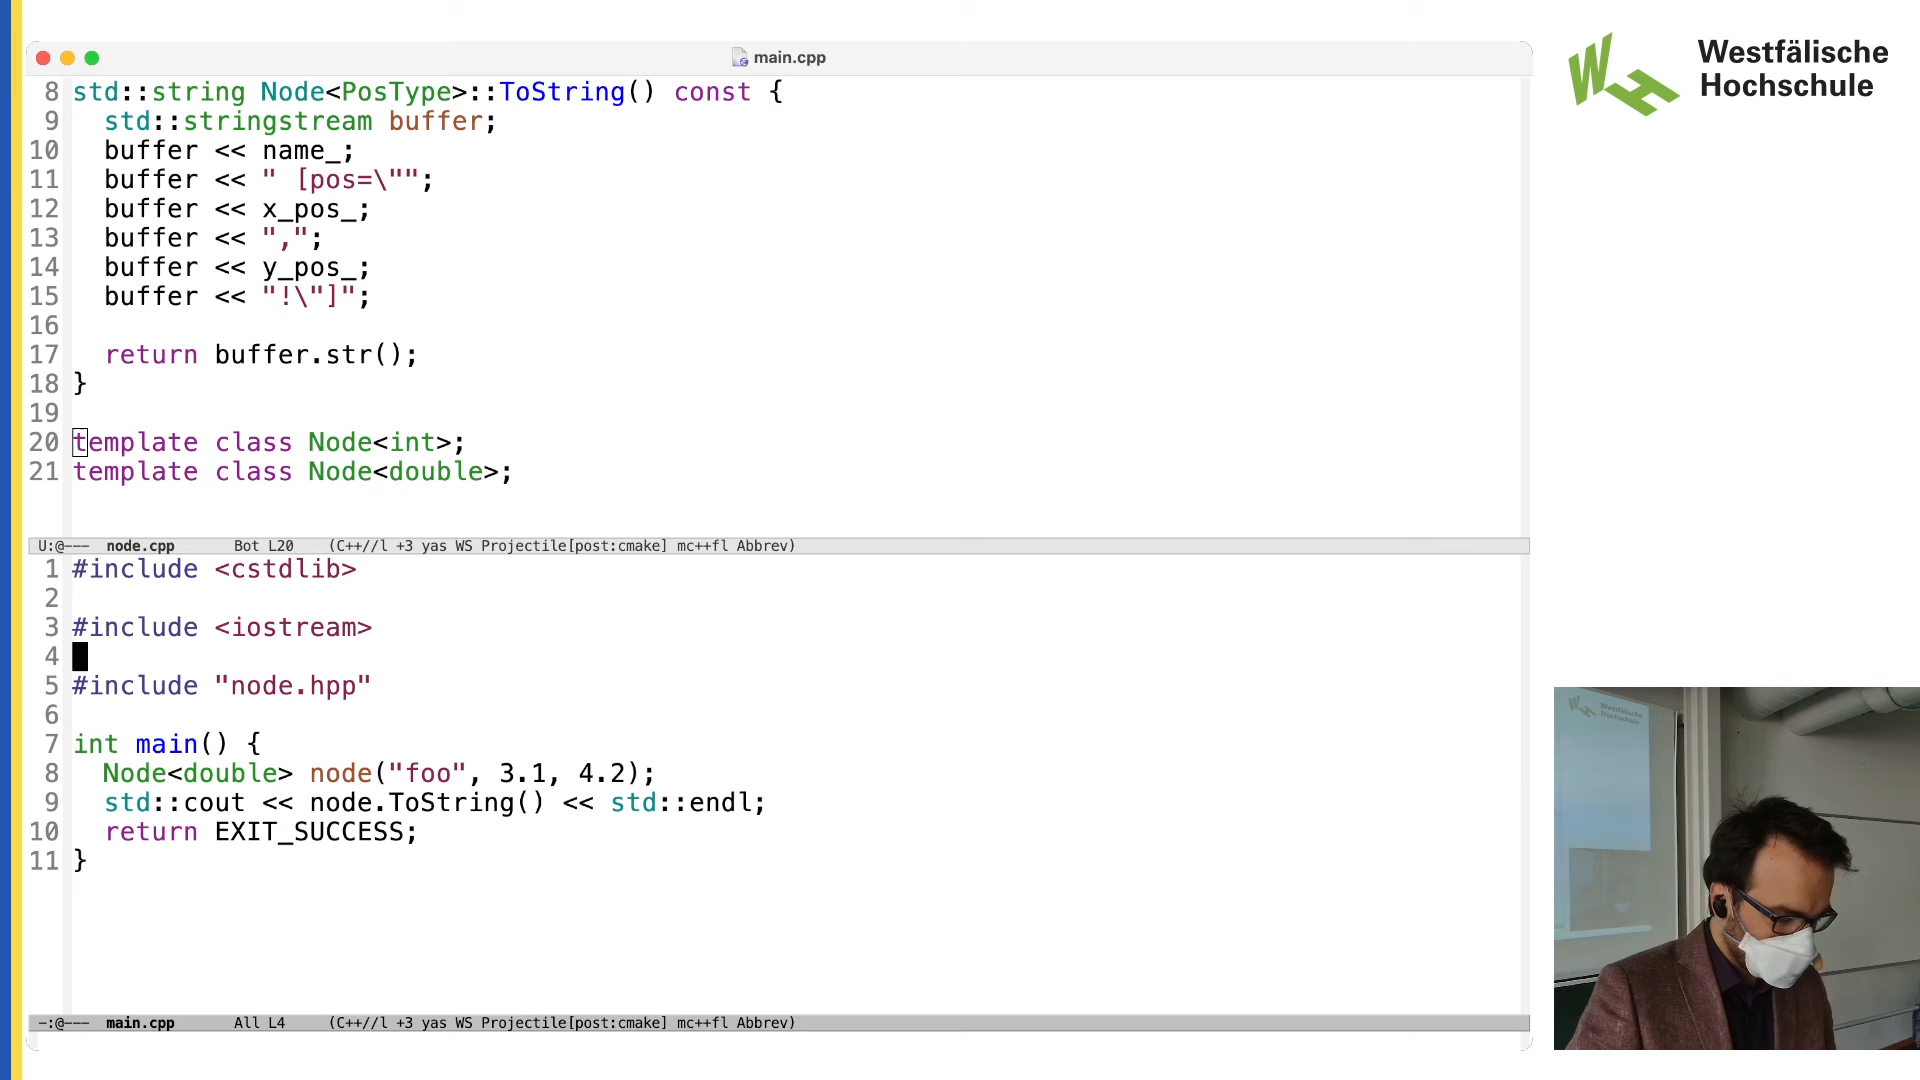 main.cpp
8 std::string Node<PosType>::ToString() const {
9 std::stringstream buffer;
10 buffer << name_;
11 buffer << " [pos=\"";
12 buffer << x_pos_;
13 buffer << ",";
14 buffer << y_pos_;
15 buffer << "!\"]";
16
17 return buffer.str();
18 }
19
20 template class Node<int>;
21 template class Node<double>;
U:@--- node.cpp Bot L20 (C++//l +3 yas WS Projectile[post:cmake] mc++fl Abbrev)
1 #include <cstdlib>
2
3 #include <iostream>
4
5 #include "node.hpp"
6
7 int main() {
8 Node<double> node("foo", 3.1, 4.2);
9 std::cout << node.ToString() << std::endl;
10 return EXIT_SUCCESS;
11 }
-:@--- main.cpp All L4 (C++//l +3 yas WS Projectile[post:cmake] mc++fl Abbrev)
Westfälische
Hochschule
Westfälische
Hochschule